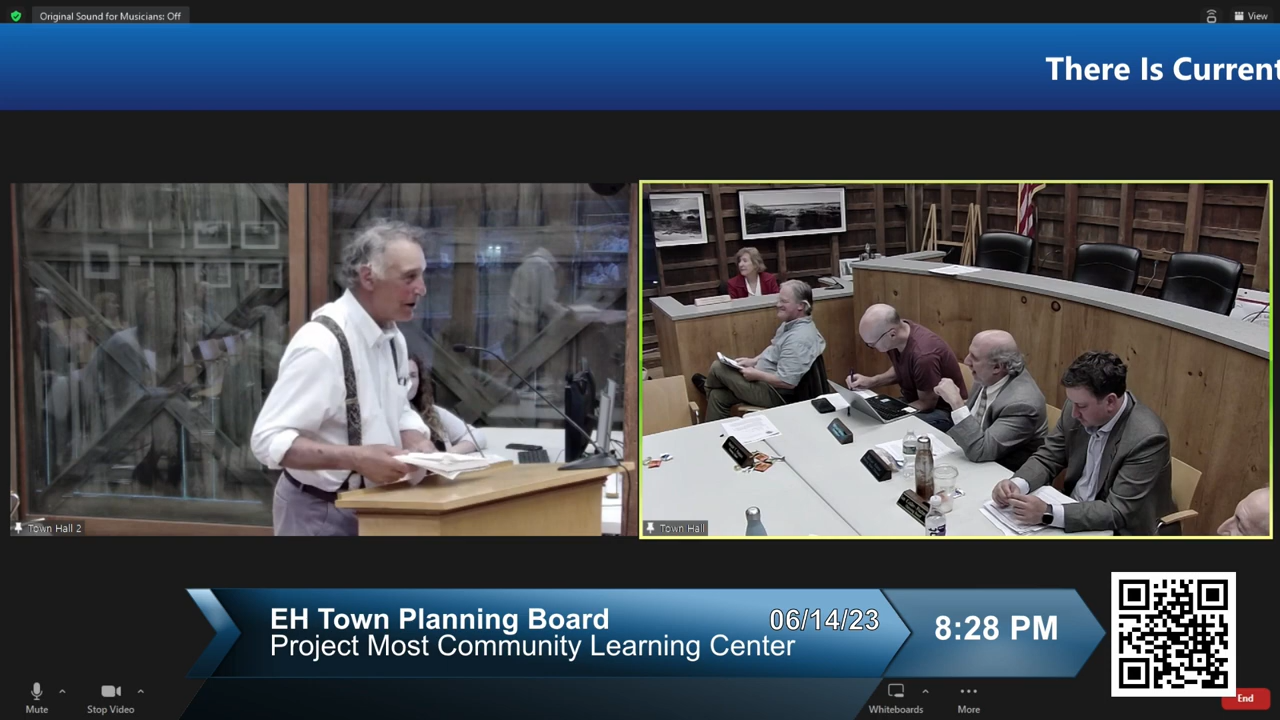 Original Sound for Musicians: Off
View
There Is Current
Town Hall 2
Town Hall
EH Town Planning Board
06/14/23
8:28 PM
Project Most Community Learning Center
Mute
Stop Video
Whiteboards
More
End